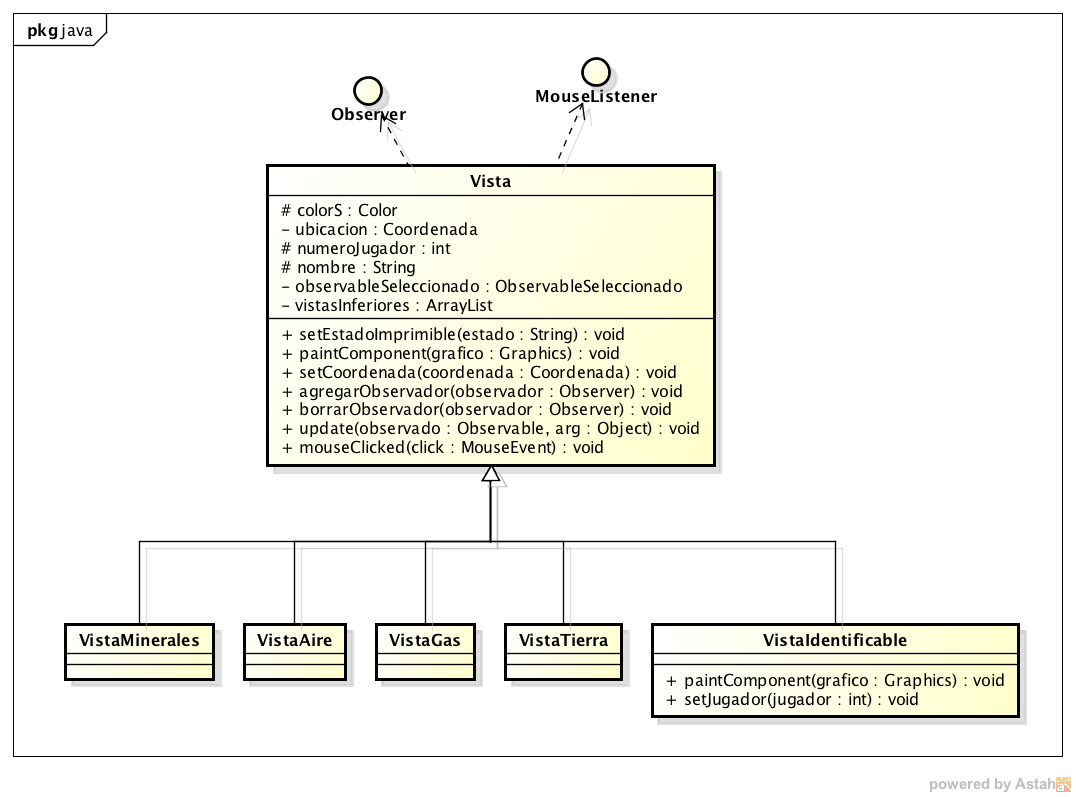 pkg java
Observer
MouseListener
Vista
# colorS : Color
- ubicacion : Coordenada
# numeroJugador : int
# nombre : String
- observableSeleccionado : ObservableSeleccionado
- vistasInferiores : ArrayList
+ setEstadoImprimible(estado : String) : void
+ paintComponent(grafico : Graphics) : void
+ setCoordenada(coordenada : Coordenada) : void
+ agregarObservador(observador : Observer) : void
+ borrarObservador(observador : Observer) : void
+ update(observado : Observable, arg : Object) : void
+ mouseClicked(click : MouseEvent) : void
VistaMinerales
VistaAire
VistaGas
VistaTierra
VistaIdentificable
+ paintComponent(grafico : Graphics) : void
+ setJugador(jugador : int) : void
powered by Astah